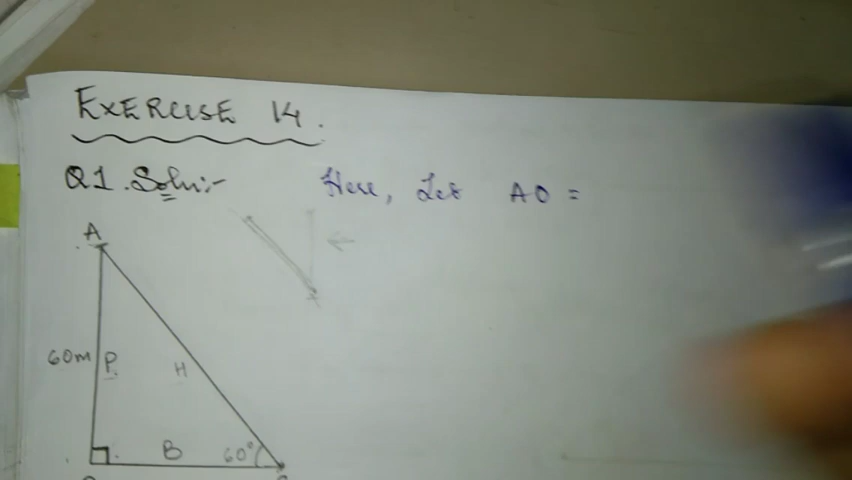 EXERCISE 14.
Q1. Soln:- Here, Let AO =
A
60m P. H
B 60°